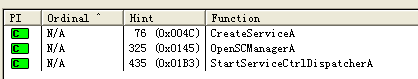 PI Ordinal ^ Hint Function
C N/A 76 (0x004C) CreateServiceA
C N/A 325 (0x0145) OpenSCManagerA
C N/A 435 (0x01B3) StartServiceCtrlDispatcherA